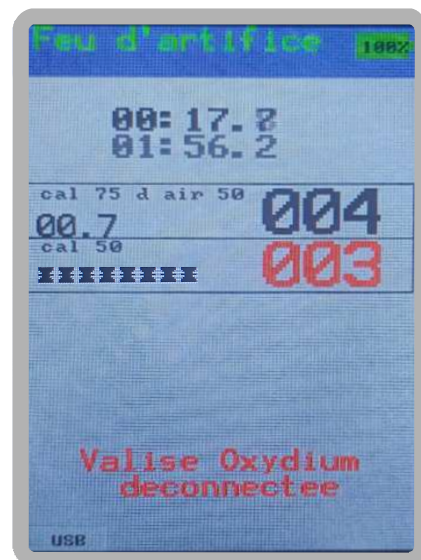 Feu d'artifice 100%
00:17.
01:56.2
cal 75 d air 50 004
00.7
cal 50 003
Valise Oxydium
deconnectee
USB